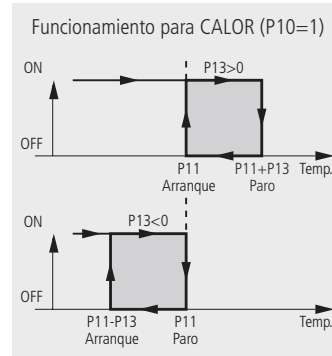 Funcionamiento para CALOR (P10=1)
ON
P13>0
OFF
P11 P11+P13 Temp.
Arranque Paro
ON
P13<0
OFF
P11-P13 P11 Temp.
Arranque Paro